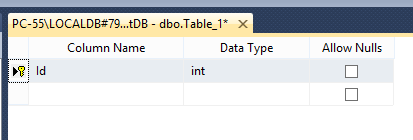 PC-55\LOCALDB#79...tDB - dbo.Table_1*
Column Name Data Type Allow Nulls
Id int